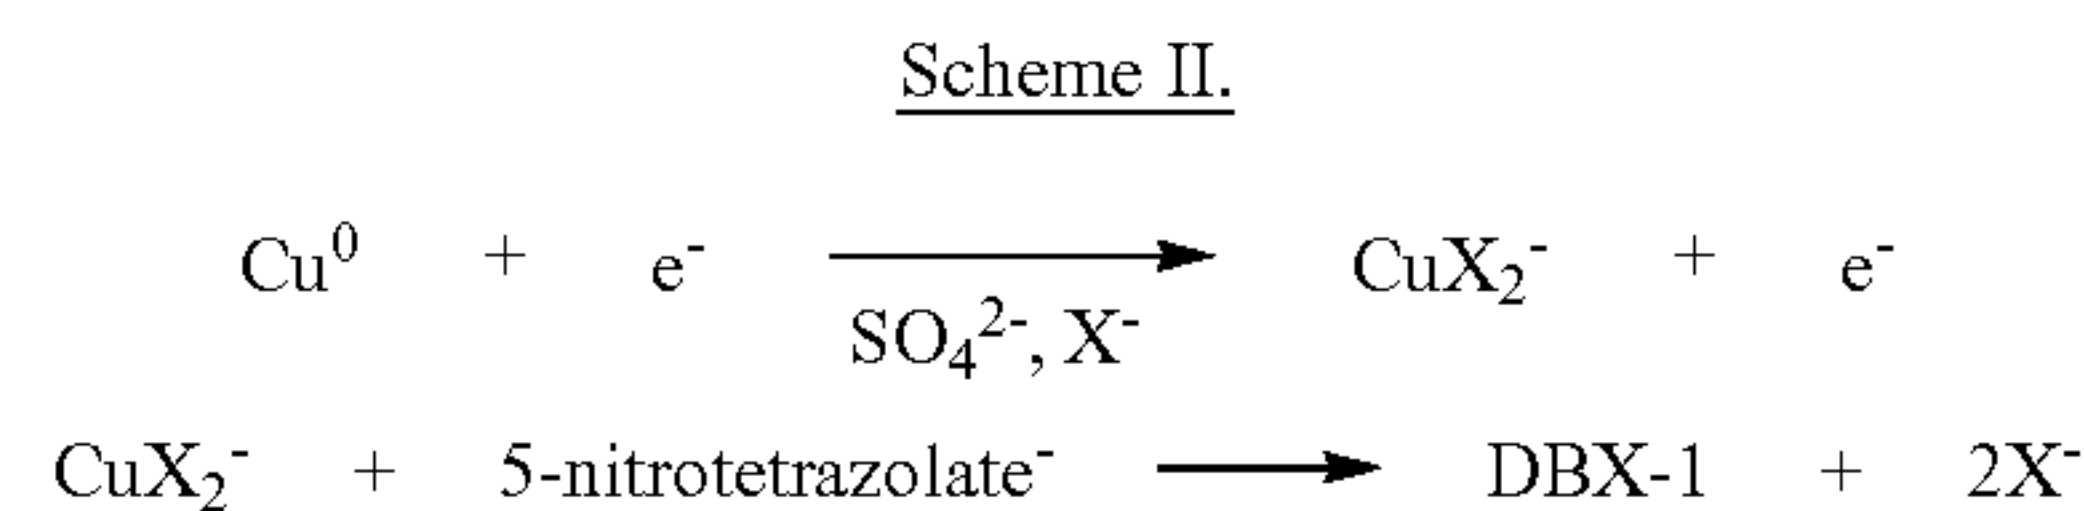 Scheme II.
Cu⁰ + e⁻ ⟶ CuX₂⁻ + e⁻
SO₄²⁻, X⁻
CuX₂⁻ + 5-nitrotetrazolate⁻ ⟶ DBX-1 + 2X⁻